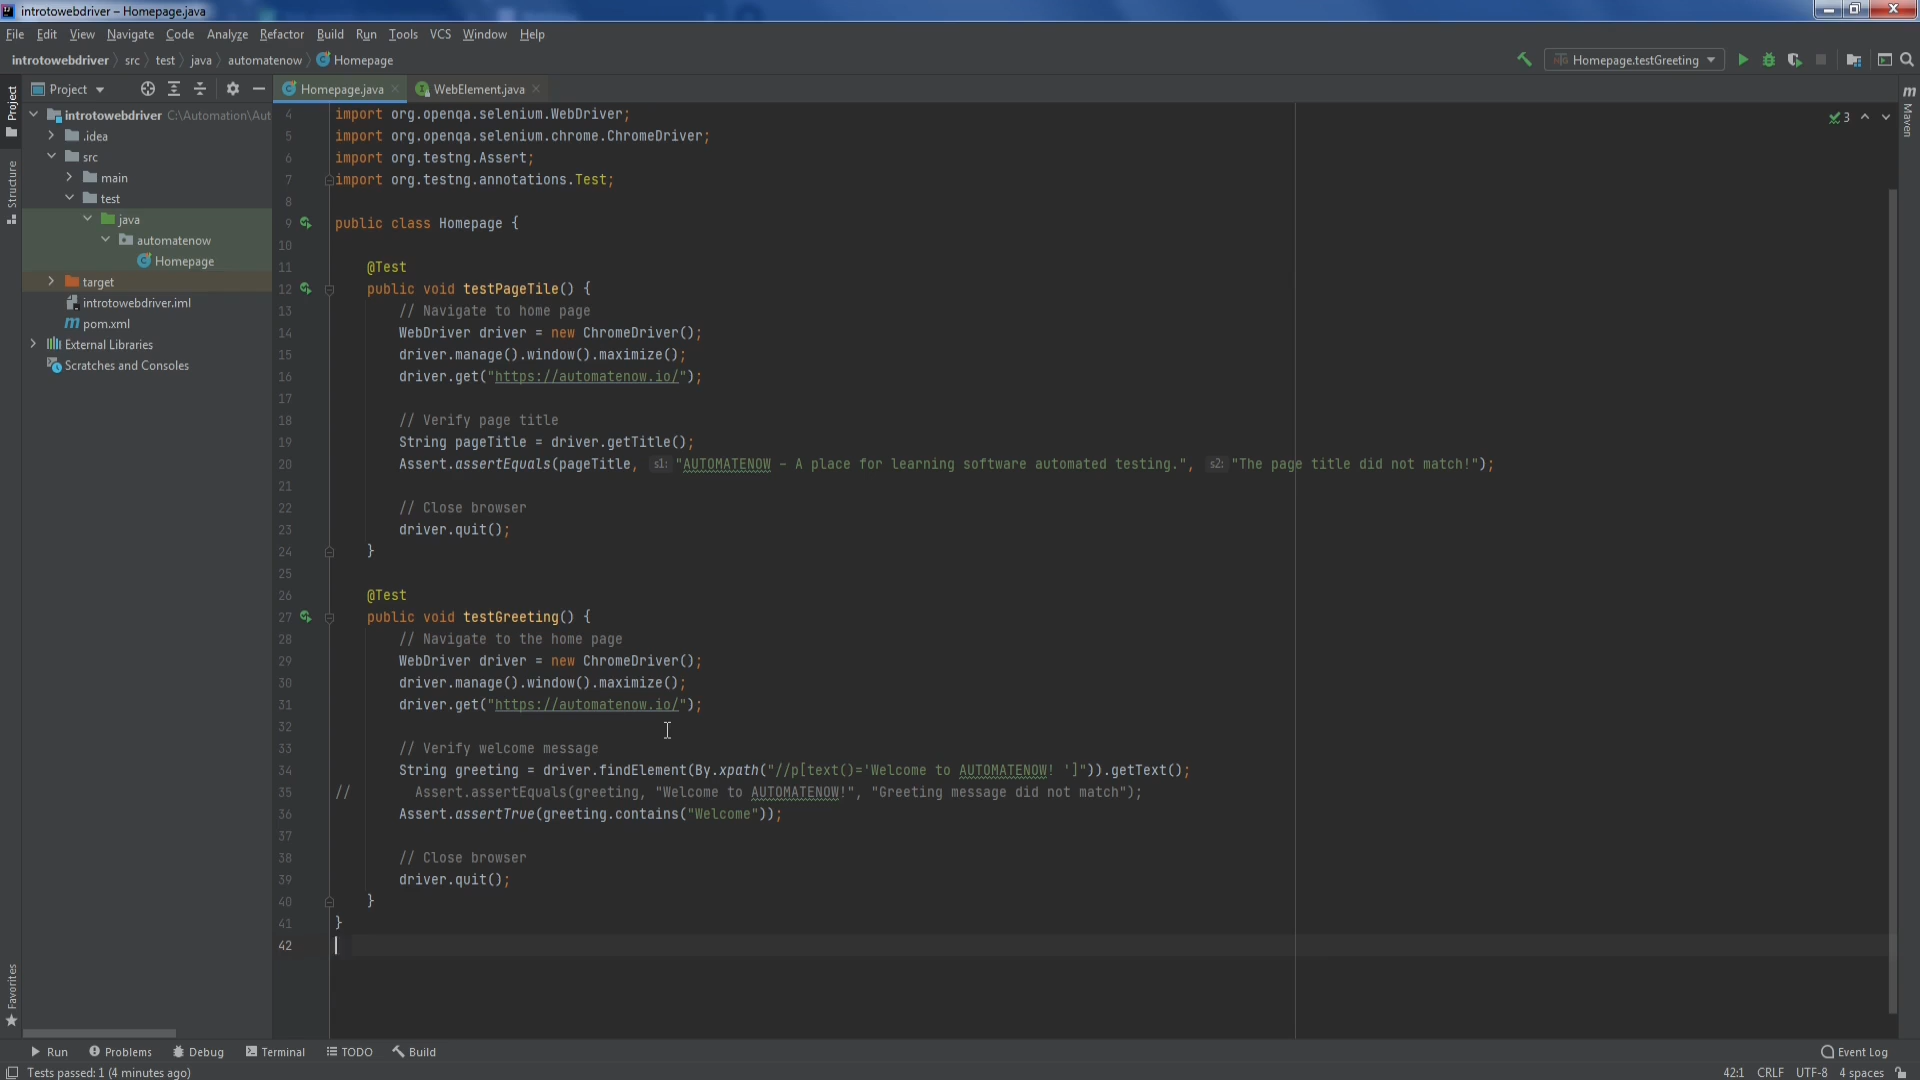 introtowebdriver – Homepage.java
File Edit View Navigate Code Analyze Refactor Build Run Tools VCS Window Help
introtowebdriver src test java automatenow Homepage
Homepage.testGreeting
Project
Homepage.java
WebElement.java
Project
Structure
Favorites
Maven
introtowebdriver C:\Automation\Aut
.idea
src
main
test
java
automatenow
Homepage
target
introtowebdriver.iml
pom.xml
External Libraries
Scratches and Consoles
3
4 import org.openqa.selenium.WebDriver;
5 import org.openqa.selenium.chrome.ChromeDriver;
6 import org.testng.Assert;
7 import org.testng.annotations.Test;
8
9 public class Homepage {
10
11 @Test
12 public void testPageTile() {
13 // Navigate to home page
14 WebDriver driver = new ChromeDriver();
15 driver.manage().window().maximize();
16 driver.get("https://automatenow.io/");
17
18 // Verify page title
19 String pageTitle = driver.getTitle();
20 Assert.assertEquals(pageTitle, s1: "AUTOMATENOW – A place for learning software automated testing.", s2: "The page title did not match!");
21
22 // Close browser
23 driver.quit();
24 }
25
26 @Test
27 public void testGreeting() {
28 // Navigate to the home page
29 WebDriver driver = new ChromeDriver();
30 driver.manage().window().maximize();
31 driver.get("https://automatenow.io/");
32
33 // Verify welcome message
34 String greeting = driver.findElement(By.xpath("//p[text()='Welcome to AUTOMATENOW! ']")).getText();
35 // Assert.assertEquals(greeting, "Welcome to AUTOMATENOW!", "Greeting message did not match");
36 Assert.assertTrue(greeting.contains("Welcome"));
37
38 // Close browser
39 driver.quit();
40 }
41 }
42
Run Problems Debug Terminal TODO Build Event Log
Tests passed: 1 (4 minutes ago) 42:1 CRLF UTF-8 4 spaces